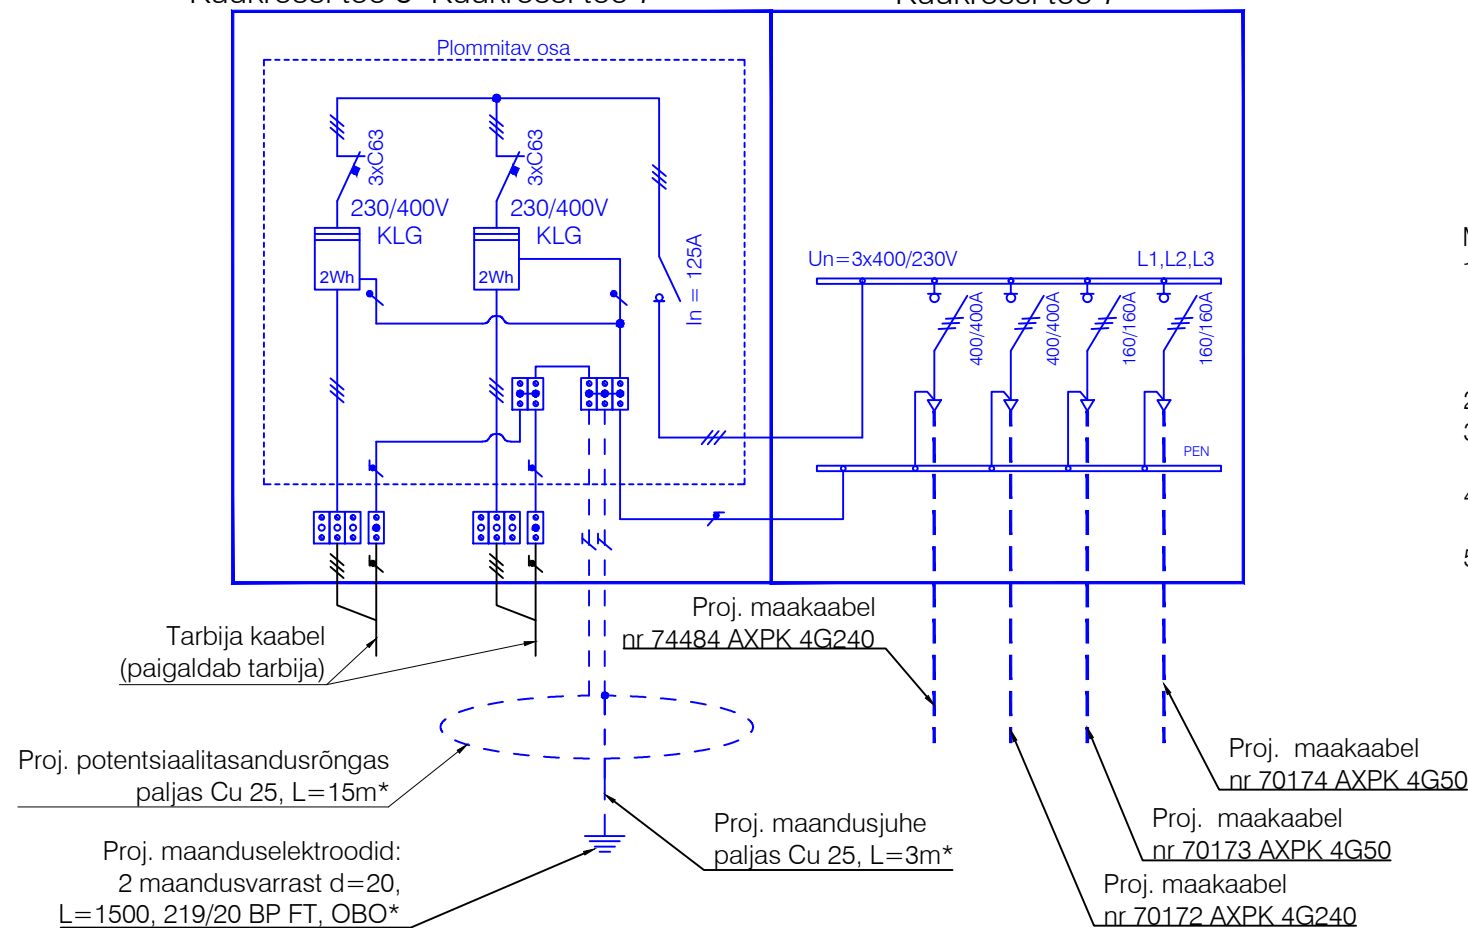 Plommitav osa
3xC63
3xC63
230/400V
KLG
230/400V
KLG
2Wh
2Wh
In = 125A
Un=3x400/230V
L1,L2,L3
400/400A
400/400A
160/160A
160/160A
PEN
Tarbija kaabel
(paigaldab tarbija)
Proj. maakaabel
nr 74484 AXPK 4G240
Proj. potentsiaalitasandusrõngas
paljas Cu 25, L=15m*
Proj. maanduselektroodid:
2 maandusvarrast d=20,
L=1500, 219/20 BP FT, OBO*
Proj. maandusjuhe
paljas Cu 25, L=3m*
Proj. maakaabel
nr 70174 AXPK 4G50
Proj. maakaabel
nr 70173 AXPK 4G50
Proj. maakaabel
nr 70172 AXPK 4G240